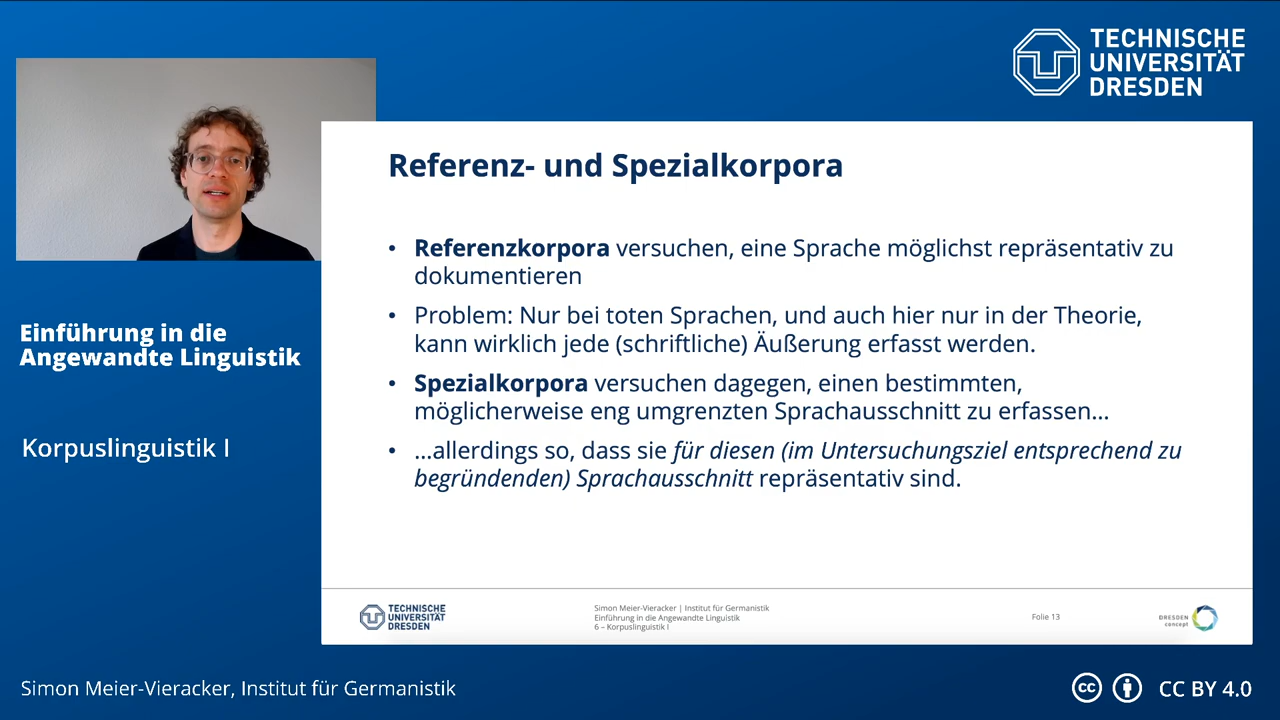 TECHNISCHE
UNIVERSITÄT
DRESDEN
Referenz- und Spezialkorpora
• Referenzkorpora versuchen, eine Sprache möglichst repräsentativ zu
dokumentieren
• Problem: Nur bei toten Sprachen, und auch hier nur in der Theorie,
kann wirklich jede (schriftliche) Äußerung erfasst werden.
• Spezialkorpora versuchen dagegen, einen bestimmten,
möglicherweise eng umgrenzten Sprachausschnitt zu erfassen…
• …allerdings so, dass sie für diesen (im Untersuchungsziel entsprechend zu
begründenden) Sprachausschnitt repräsentativ sind.
Einführung in die
Angewandte Linguistik
Korpuslinguistik I
TECHNISCHE
UNIVERSITÄT
DRESDEN
Simon Meier-Vieracker | Institut für Germanistik
Einführung in die Angewandte Linguistik
6 – Korpuslinguistik I
Folie 13
DRESDEN
concept
Simon Meier-Vieracker, Institut für Germanistik
cc
CC BY 4.0